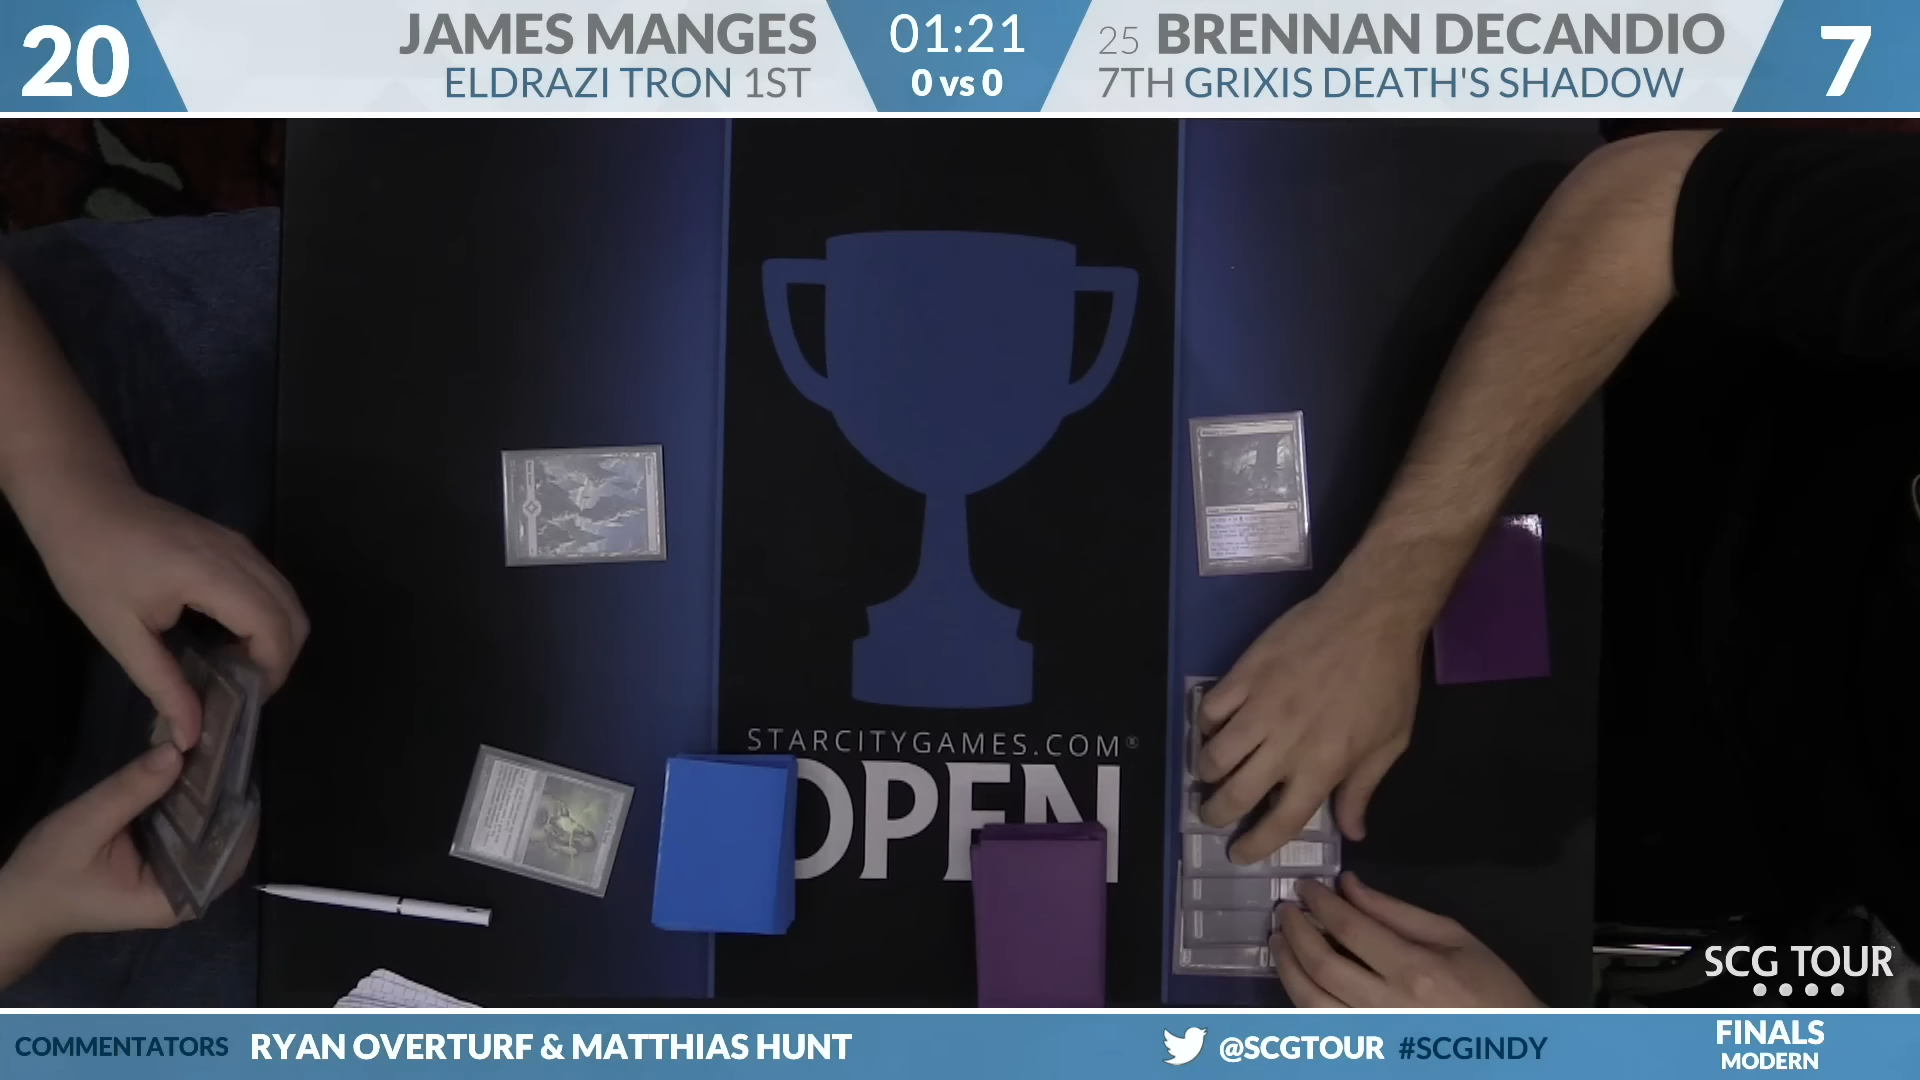 20
JAMES MANGES
ELDRAZI TRON 1ST
01:21
0 vs 0
25 BRENNAN DECANDIO
7TH GRIXIS DEATH'S SHADOW
7
STARCITYGAMES.COM®
OPEN
SCG TOUR
COMMENTATORS RYAN OVERTURF & MATTHIAS HUNT
@SCGTOUR #SCGINDY
FINALS
MODERN